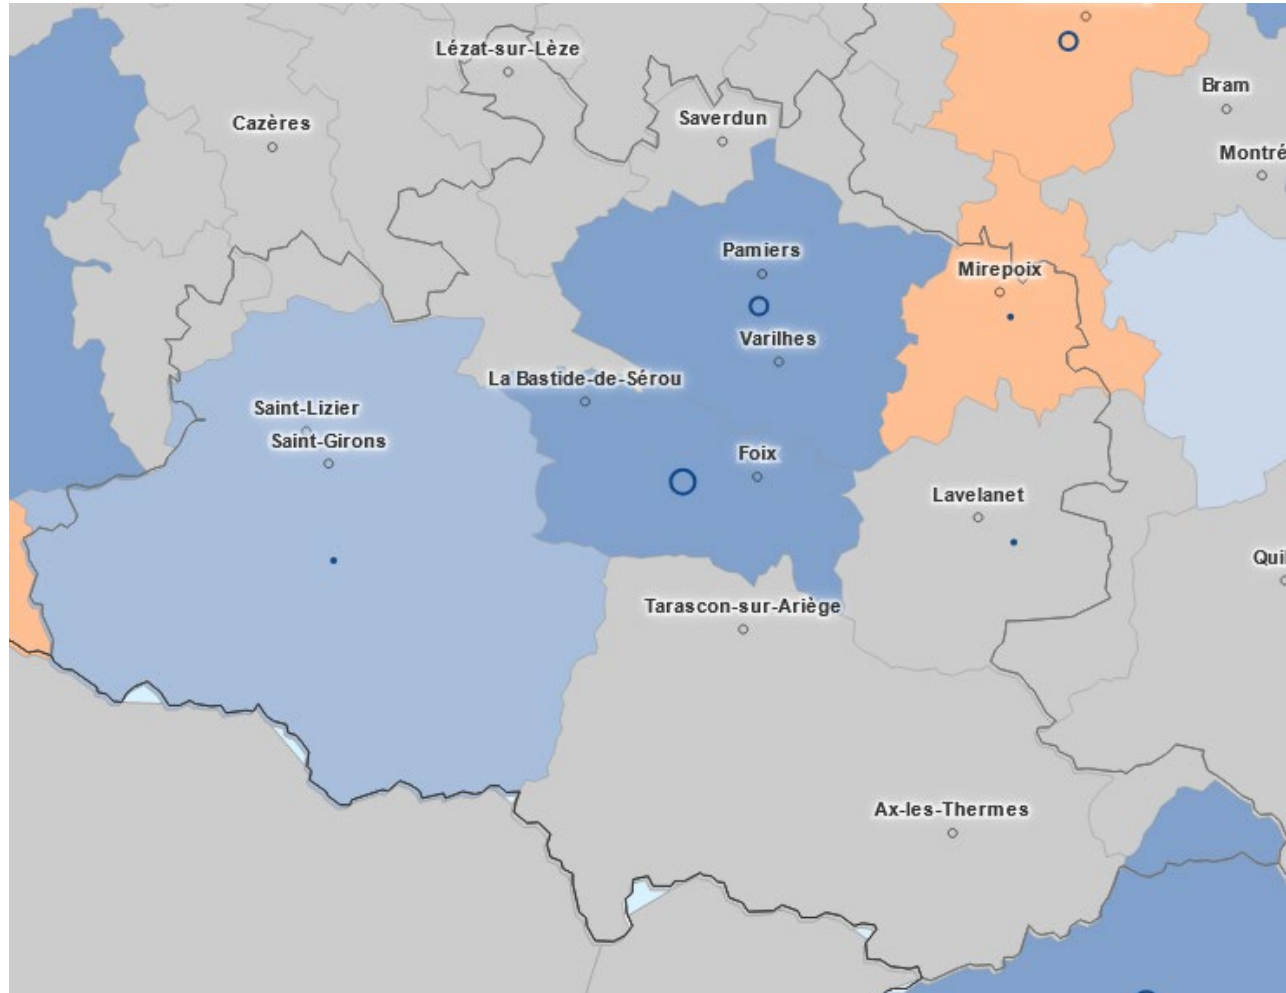 Lézat-sur-Lèze
Bram
Cazères
Saverdun
Montré
Pamiers
Mirepoix
Varilhes
La Bastide-de-Sérou
Saint-Lizier
Saint-Girons
Foix
Lavelanet
Qui
Tarascon-sur-Ariège
Ax-les-Thermes